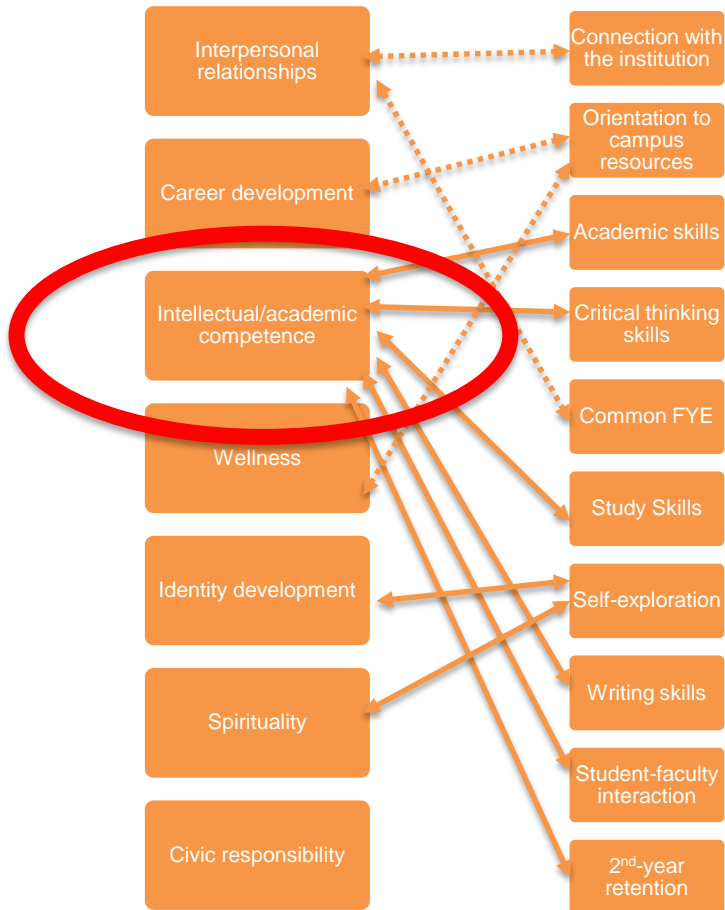 Interpersonal
relationships
Career development
Intellectual/academic
competence
Wellness
Identity development
Spirituality
Civic responsibility
Connection with
the institution
Orientation to
campus
resources
Academic skills
Critical thinking
skills
Common FYE
Study Skills
Self-exploration
Writing skills
Student-faculty
interaction
2nd-year
retention